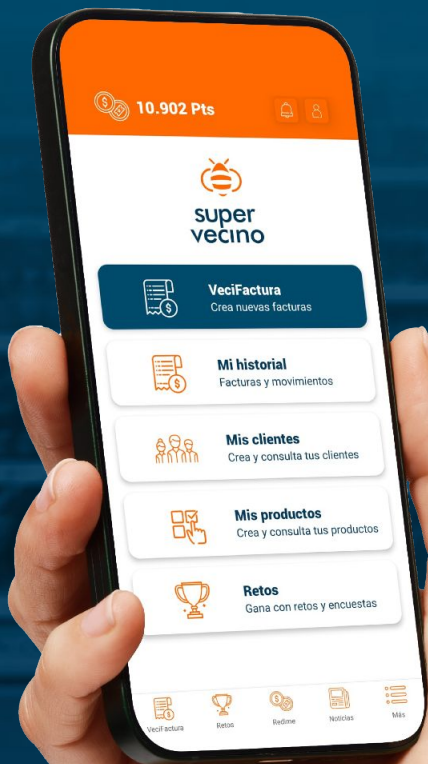 10.902 Pts
super
vecino
VeciFactura
Crea nuevas facturas
Mi historial
Facturas y movimientos
Mis clientes
Crea y consulta tus clientes
Mis productos
Crea y consulta tus productos
Retos
Gana con retos y encuestas
VeciFactura
Retos
Redime
Noticias
Más